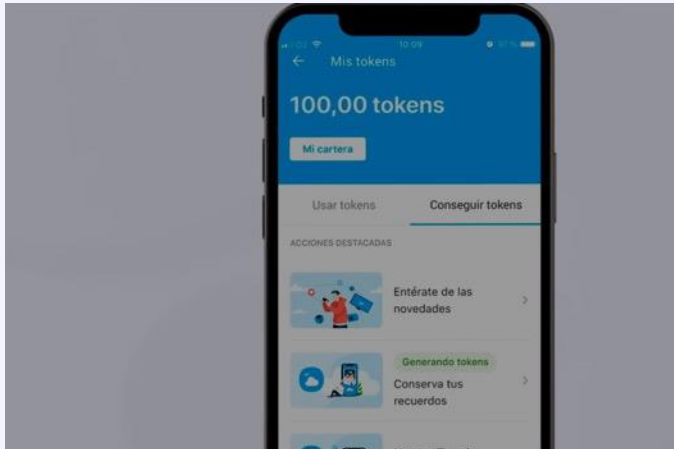 10:09
Mis tokens
100,00 tokens
Mi cartera
Usar tokens
Conseguir tokens
ACCIONES DESTACADAS
Entérate de las
novedades
Generando tokens
Conserva tus
recuerdos